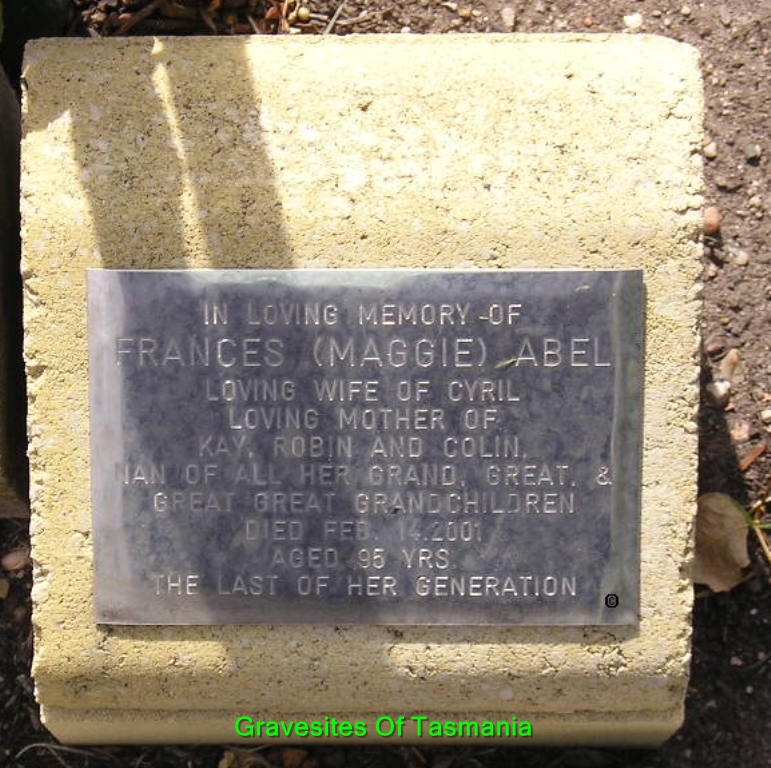 IN LOVING MEMORY OF
FRANCES (MAGGIE) ABEL
LOVING WIFE OF CYRIL
LOVING MOTHER OF
KAY, ROBIN AND COLIN,
NAN OF ALL HER GRAND, GREAT, &
GREAT GREAT GRANDCHILDREN
DIED FEB. 14.2001
AGED 95 YRS.
THE LAST OF HER GENERATION
©
Gravesites Of Tasmania